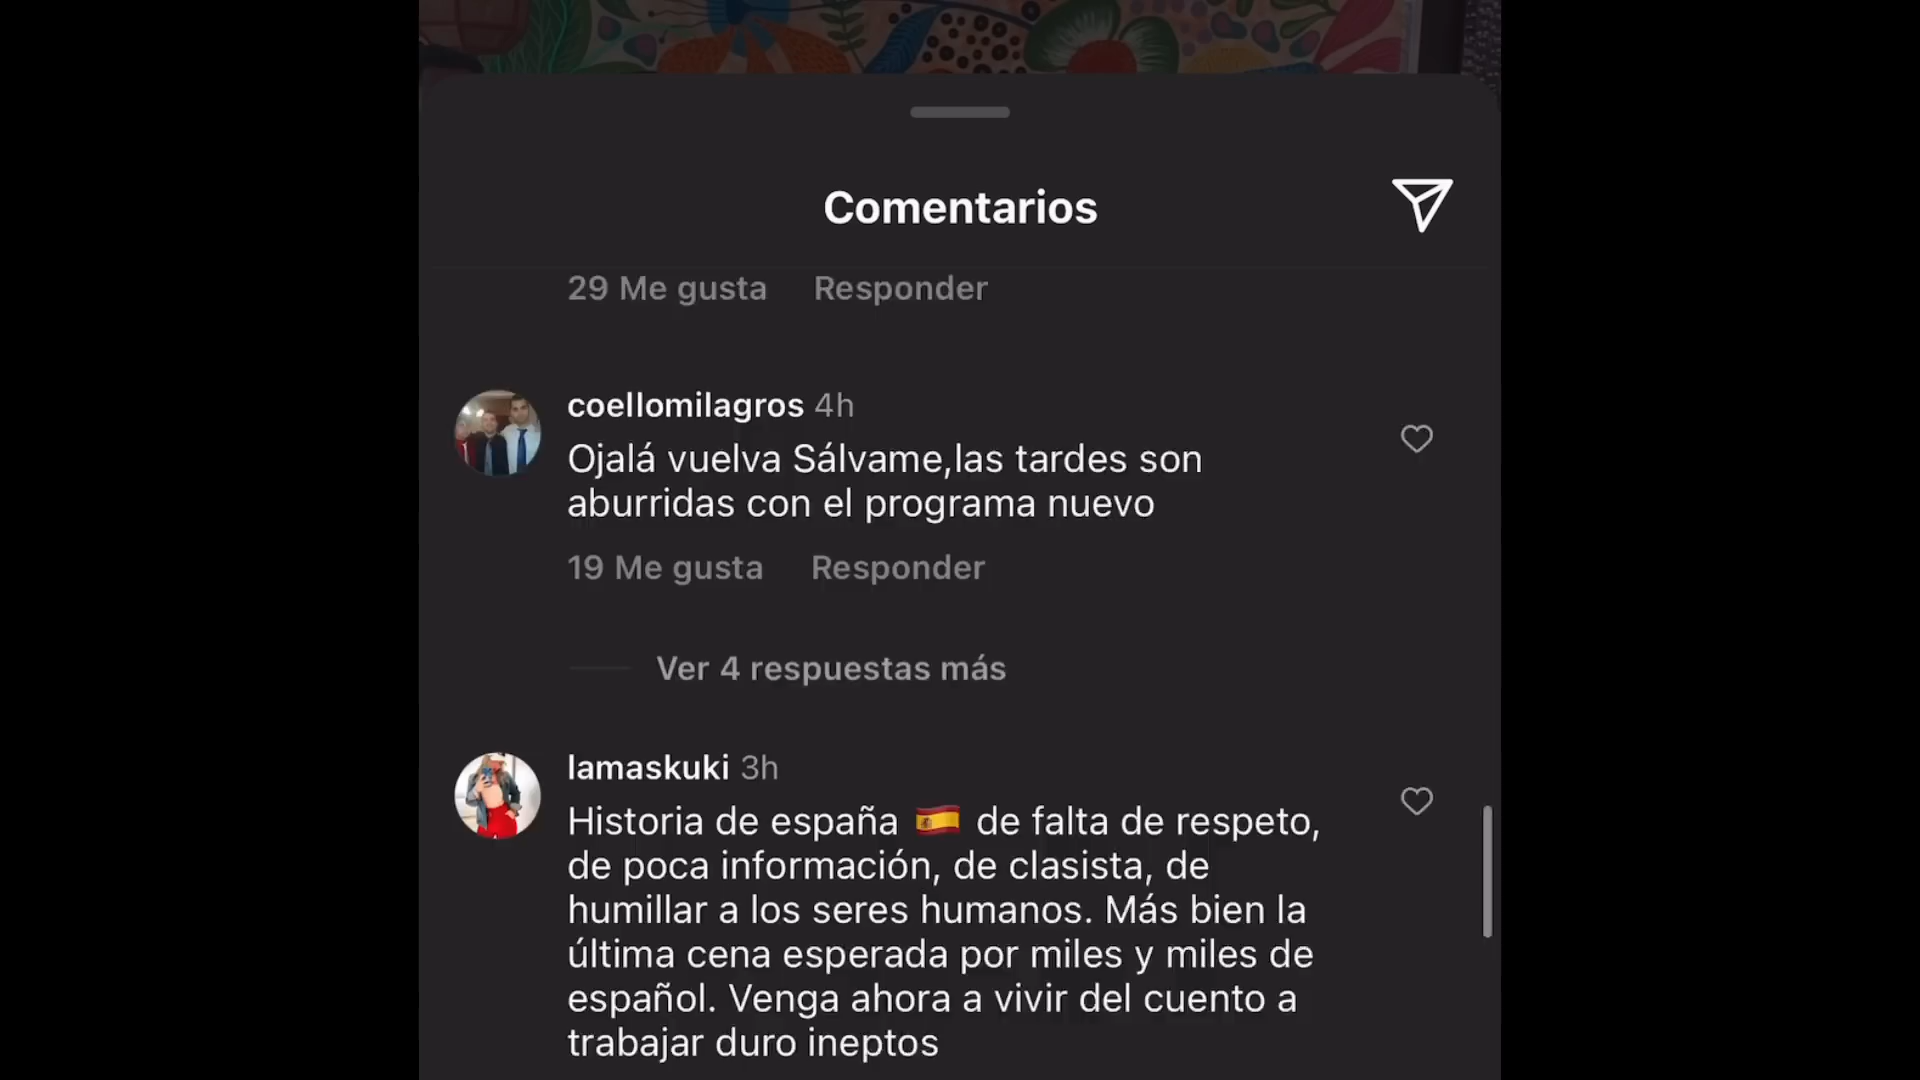 Comentarios
29 Me gusta Responder
coellomilagros 4h
Ojalá vuelva Sálvame,las tardes son
aburridas con el programa nuevo
19 Me gusta Responder
Ver 4 respuestas más
lamaskuki 3h
Historia de españa 🇪🇸 de falta de respeto,
de poca información, de clasista, de
humillar a los seres humanos. Más bien la
última cena esperada por miles y miles de
español. Venga ahora a vivir del cuento a
trabajar duro ineptos